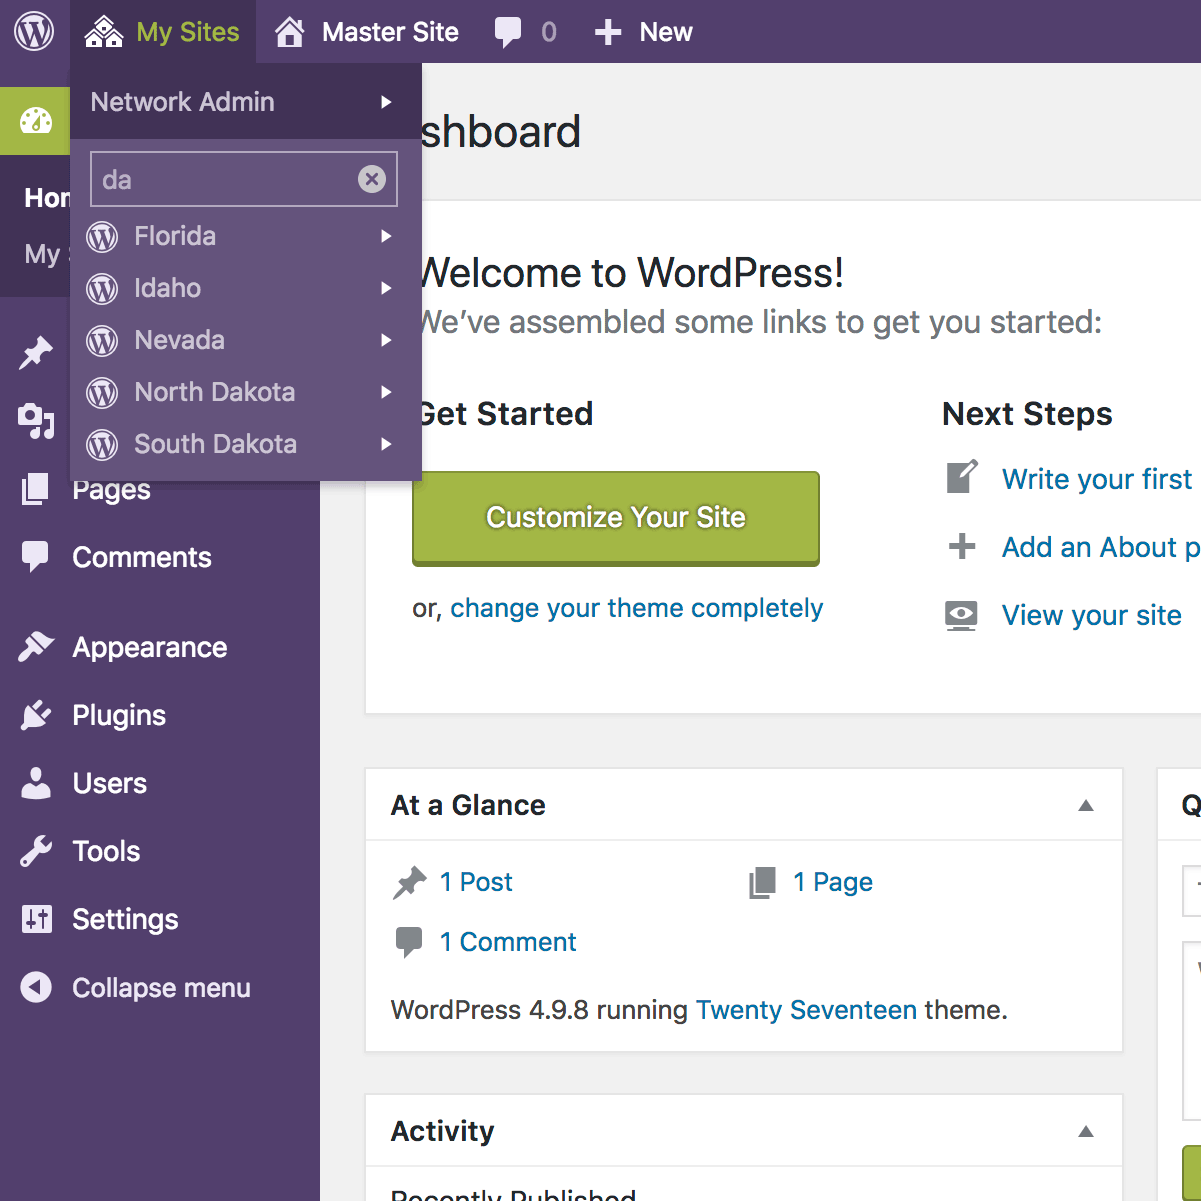 My Sites Master Site 0 New
Network Admin
shboard
da
Florida
Idaho
Nevada
North Dakota
South Dakota
Hom
My
Pages
Comments
Appearance
Plugins
Users
Tools
Settings
Collapse menu
Welcome to WordPress!
We've assembled some links to get you started:
Get Started
Customize Your Site
or, change your theme completely
Next Steps
Write your first
Add an About p
View your site
At a Glance
1 Post 1 Page
1 Comment
WordPress 4.9.8 running Twenty Seventeen theme.
Activity
Recently Published
Q